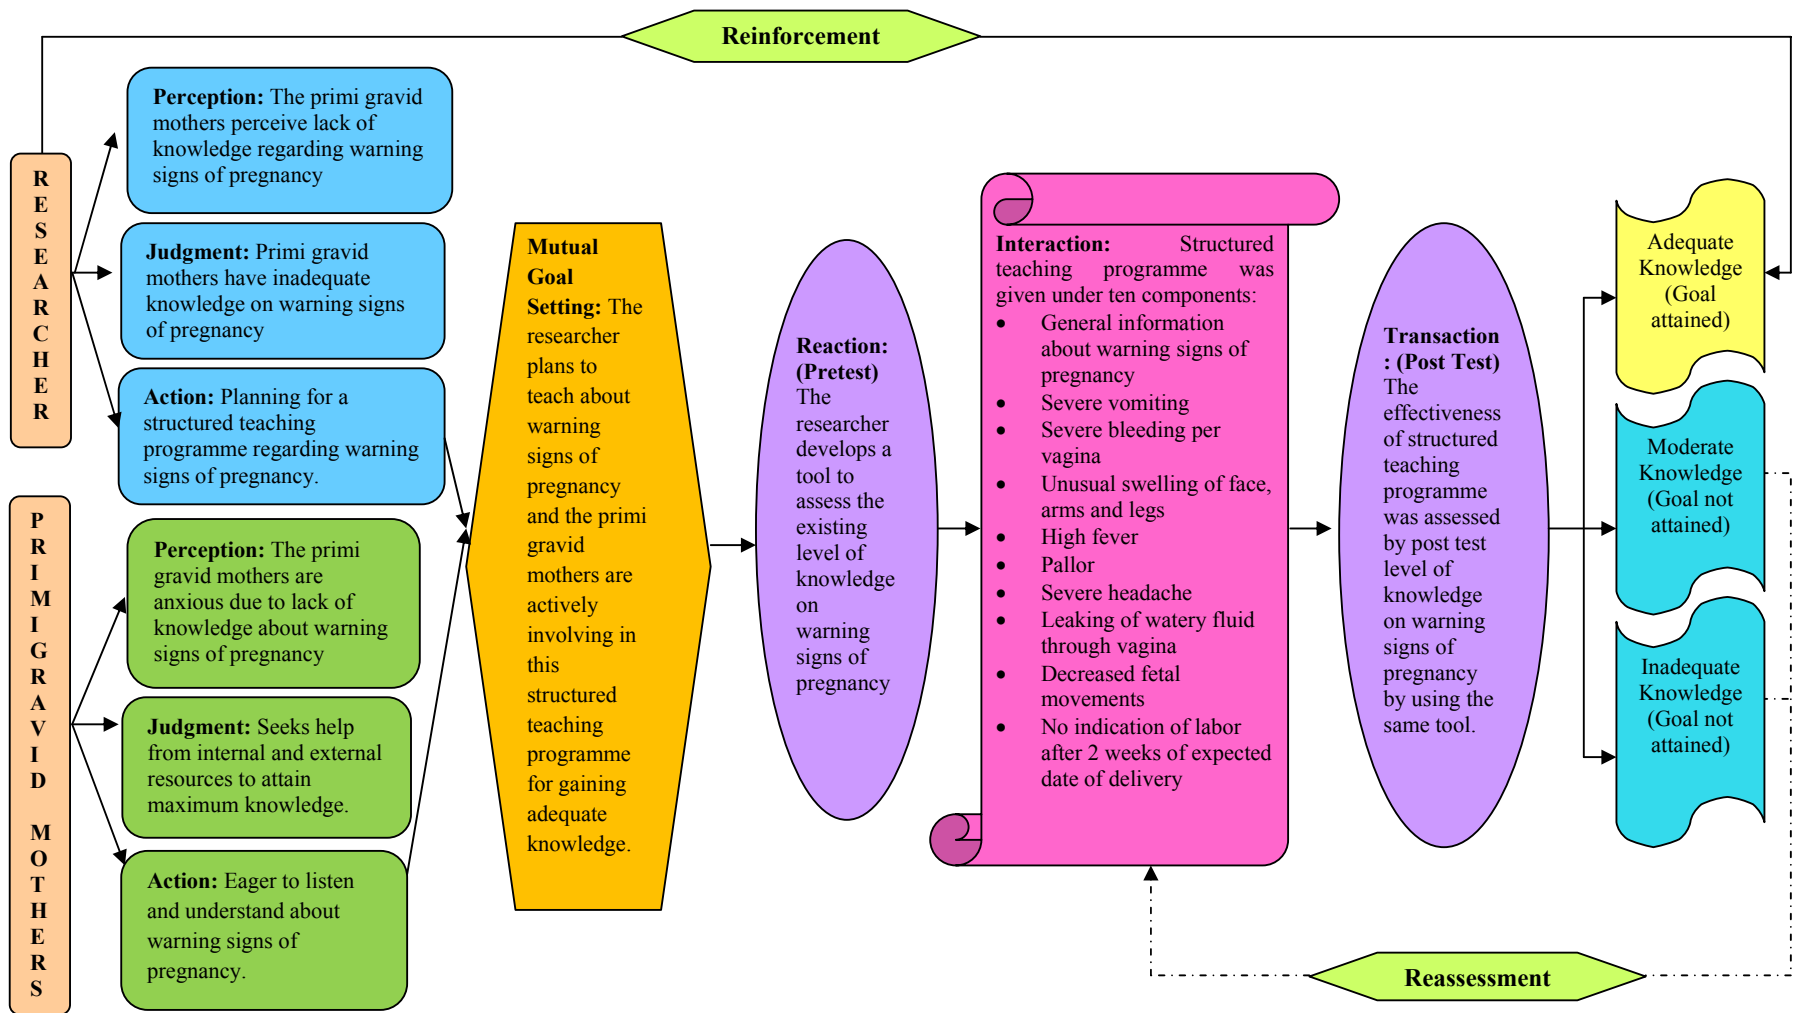 Reinforcement
RESEARCHER
Perception: The primi gravid
mothers perceive lack of
knowledge regarding warning
signs of pregnancy
Judgment: Primi gravid
mothers have inadequate
knowledge on warning signs
of pregnancy
Action: Planning for a
structured teaching
programme regarding warning
signs of pregnancy.
PRIMIGRAVID MOTHERS
Perception: The primi
gravid mothers are
anxious due to lack of
knowledge about warning
signs of pregnancy
Judgment: Seeks help
from internal and external
resources to attain
maximum knowledge.
Action: Eager to listen
and understand about
warning signs of
pregnancy.
Mutual
Goal
Setting: The
researcher
plans to
teach about
warning
signs of
pregnancy
and the primi
gravid
mothers are
actively
involving in
this
structured
teaching
programme
for gaining
adequate
knowledge.
Reaction:
(Pretest)
The
researcher
develops a
tool to
assess the
existing
level of
knowledge
on
warning
signs of
pregnancy
Interaction: Structured
teaching programme was
given under ten components:
• General information
about warning signs of
pregnancy
• Severe vomiting
• Severe bleeding per
vagina
• Unusual swelling of face,
arms and legs
• High fever
• Pallor
• Severe headache
• Leaking of watery fluid
through vagina
• Decreased fetal
movements
• No indication of labor
after 2 weeks of expected
date of delivery
Transaction
: (Post Test)
The
effectiveness
of structured
teaching
programme
was assessed
by post test
level of
knowledge
on warning
signs of
pregnancy
by using the
same tool.
Adequate
Knowledge
(Goal
attained)
Moderate
Knowledge
(Goal not
attained)
Inadequate
Knowledge
(Goal not
attained)
Reassessment